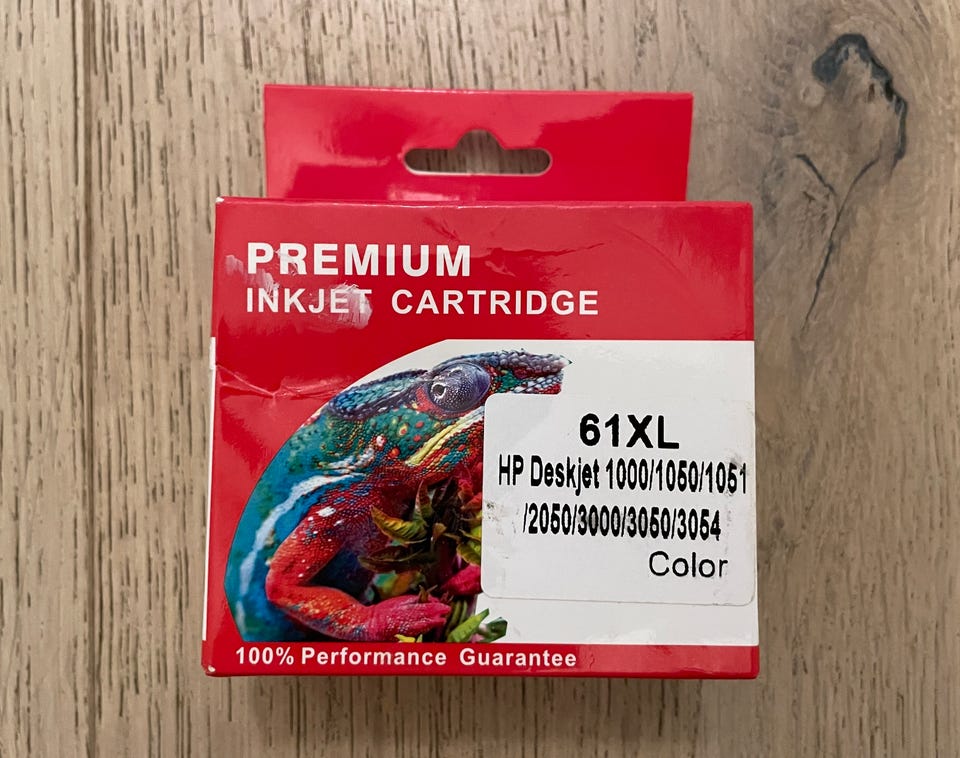 PREMIUM
INKJET CARTRIDGE
61XL
HP Deskjet 1000/1050/1051
/2050/3000/3050/3054
Color
100% Performance Guarantee